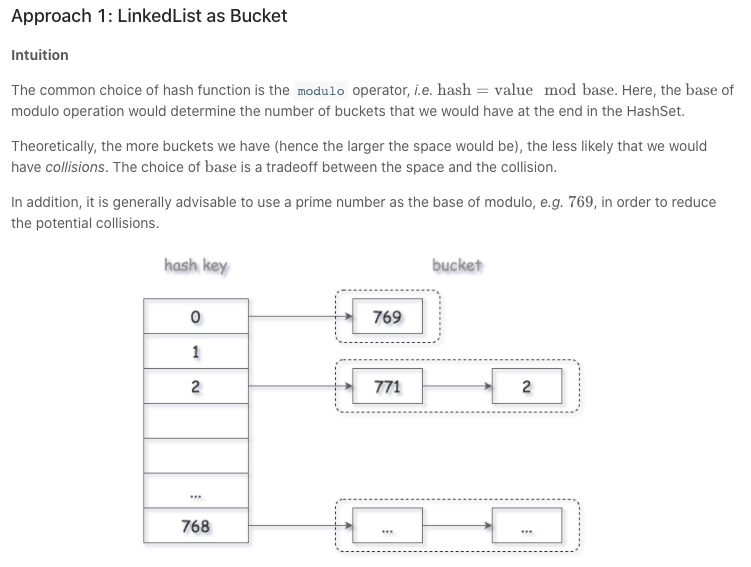 Approach 1: LinkedList as Bucket
Intuition
The common choice of hash function is the modulo operator, i.e. hash = value mod base. Here, the base of
modulo operation would determine the number of buckets that we would have at the end in the HashSet.
Theoretically, the more buckets we have (hence the larger the space would be), the less likely that we would
have collisions. The choice of base is a tradeoff between the space and the collision.
In addition, it is generally advisable to use a prime number as the base of modulo, e.g. 769, in order to reduce
the potential collisions.
hash key bucket
0 769
1
2 771 2
...
768 ... ...